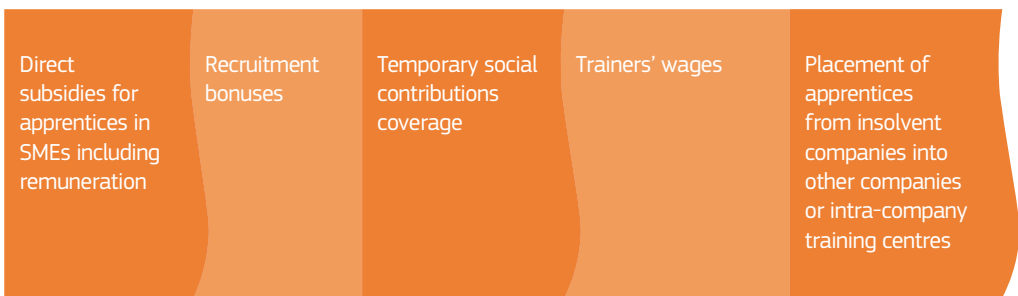 Direct
subsidies for
apprentices in
SMEs including
remuneration
Recruitment
bonuses
Temporary social
contributions
coverage
Trainers' wages
Placement of
apprentices
from insolvent
companies into
other companies
or intra-company
training centres